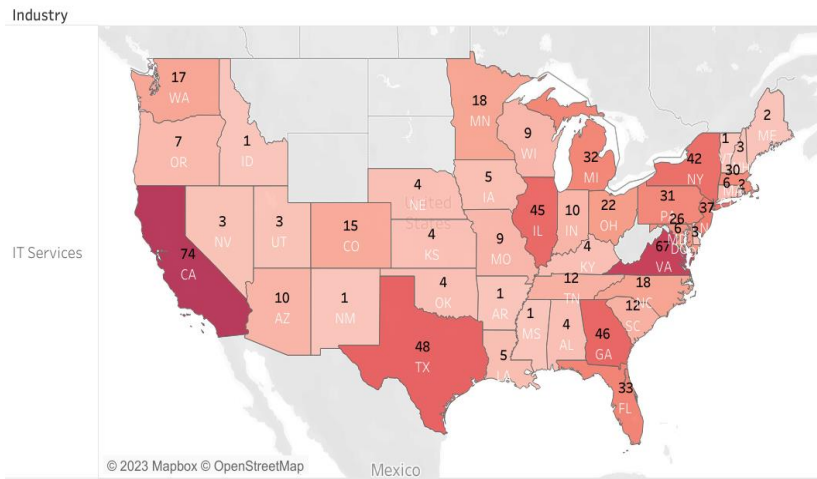 Industry
IT Services
17
WA
7
OR
1
ID
74
CA
3
NV
3
UT
10
AZ
15
CO
1
NM
4
NE
United
States
4
KS
4
OK
48
TX
18
MN
5
IA
9
MO
1
AR
5
LA
9
WI
45
IL
32
MI
10
IN
22
OH
4
KY
12
TN
1
MS
4
AL
46
GA
33
FL
12
SC
18
NC
67
VA
31
26
6
3
37
42
NY
1
3
2
ME
30
6
2
© 2023 Mapbox © OpenStreetMap
Mexico